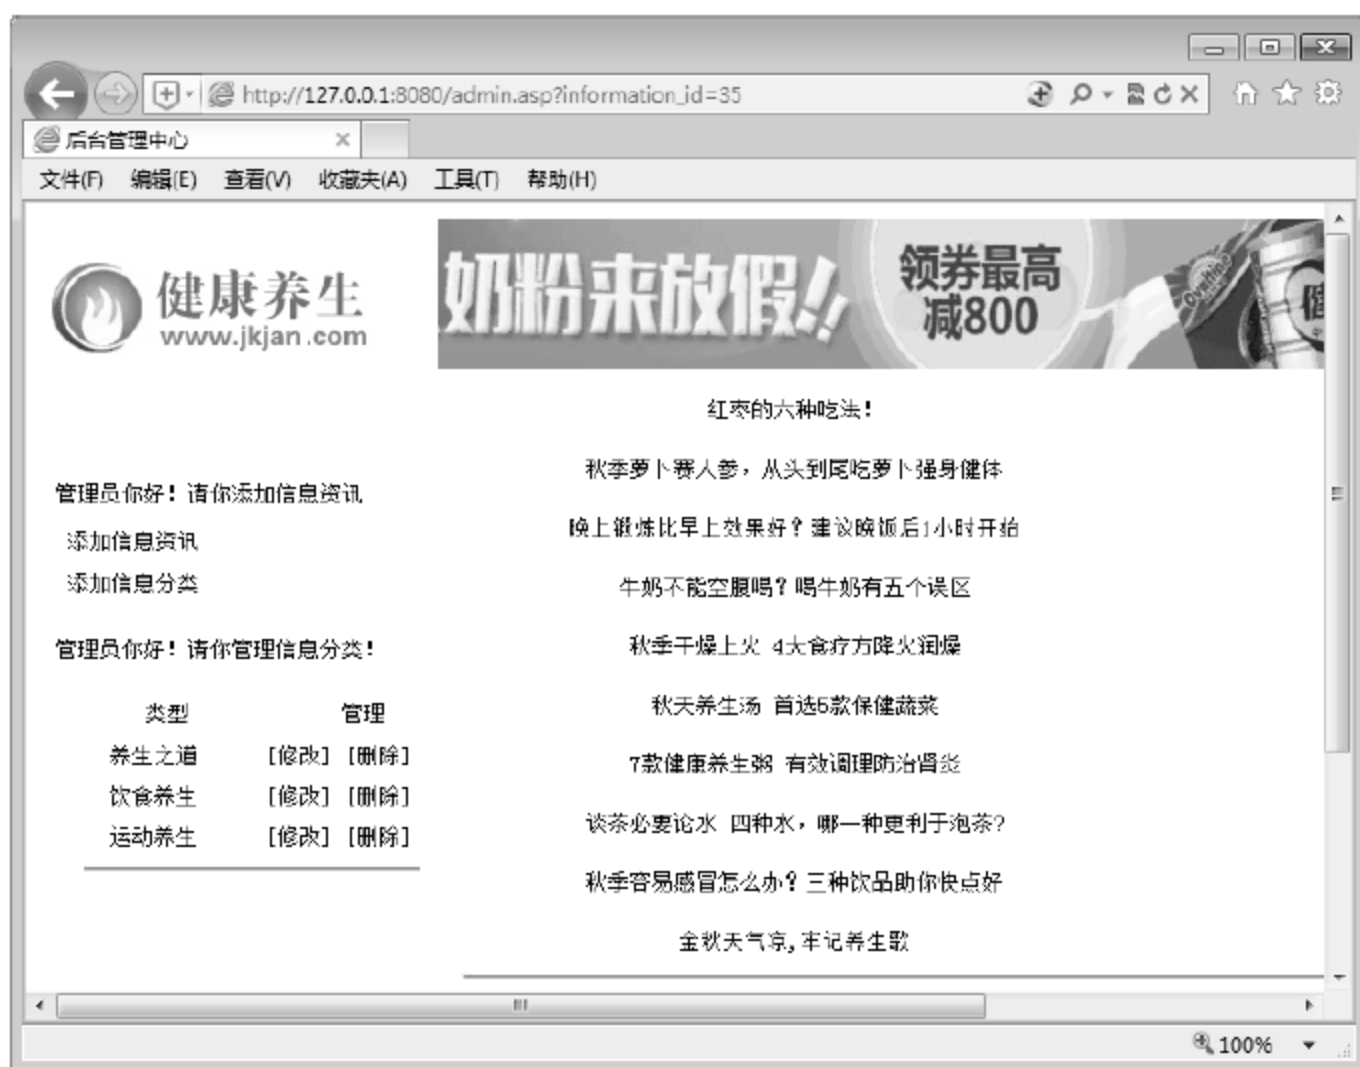 http://127.0.0.1:8080/admin.asp?information_id=35
后台管理中心
文件(F) 编辑(E) 查看(V) 收藏夹(A) 工具(T) 帮助(H)
健康养生
www.jkjan.com
奶粉来放假!!
领券最高
减800
Ovaltine
红枣的六种吃法!
秋季萝卜赛人参，从头到尾吃萝卜强身健体
晚上锻炼比早上效果好? 建议晚饭后1小时开始
牛奶不能空腹喝? 喝牛奶有五个误区
秋季干燥上火 4大食疗方降火润燥
秋天养生汤 首选5款保健蔬菜
7款健康养生粥 有效调理防治肾炎
谈茶必要论水 四种水，哪一种更利于泡茶?
秋季容易感冒怎么办? 三种饮品助你快点好
金秋天气凉,牢记养生歌
管理员你好! 请你添加信息资讯
添加信息资讯
添加信息分类
管理员你好! 请你管理信息分类!
类型 管理
养生之道 [修改] [删除]
饮食养生 [修改] [删除]
运动养生 [修改] [删除]
100%